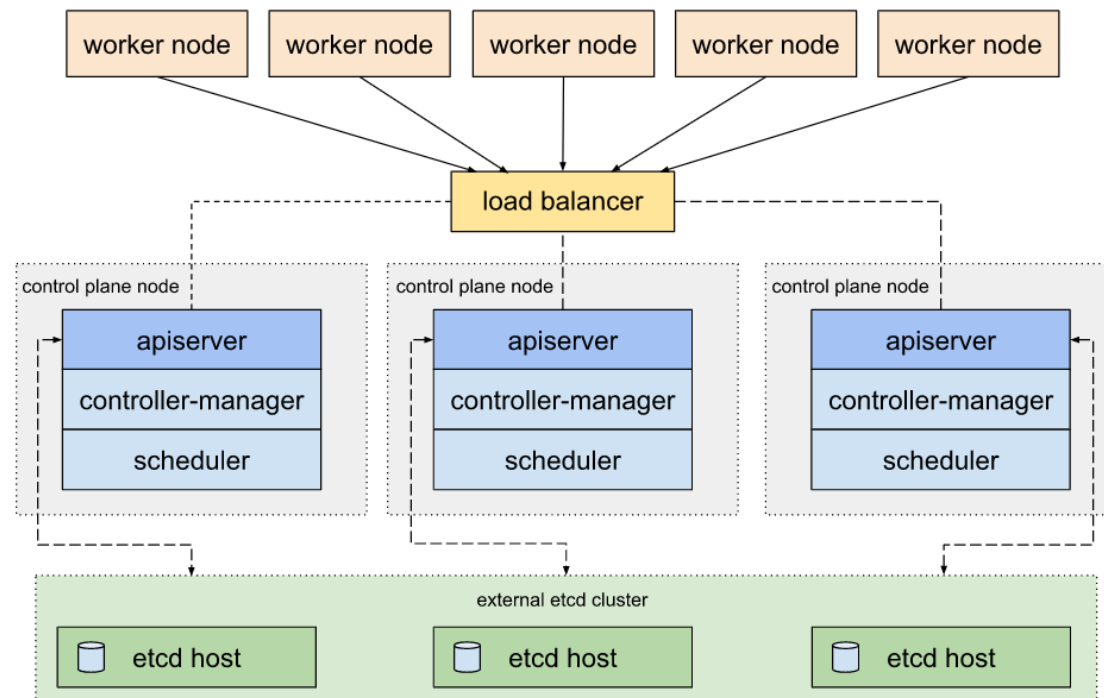 worker node
worker node
worker node
worker node
worker node
load balancer
control plane node
apiserver
controller-manager
scheduler
control plane node
apiserver
controller-manager
scheduler
control plane node
apiserver
controller-manager
scheduler
external etcd cluster
etcd host
etcd host
etcd host